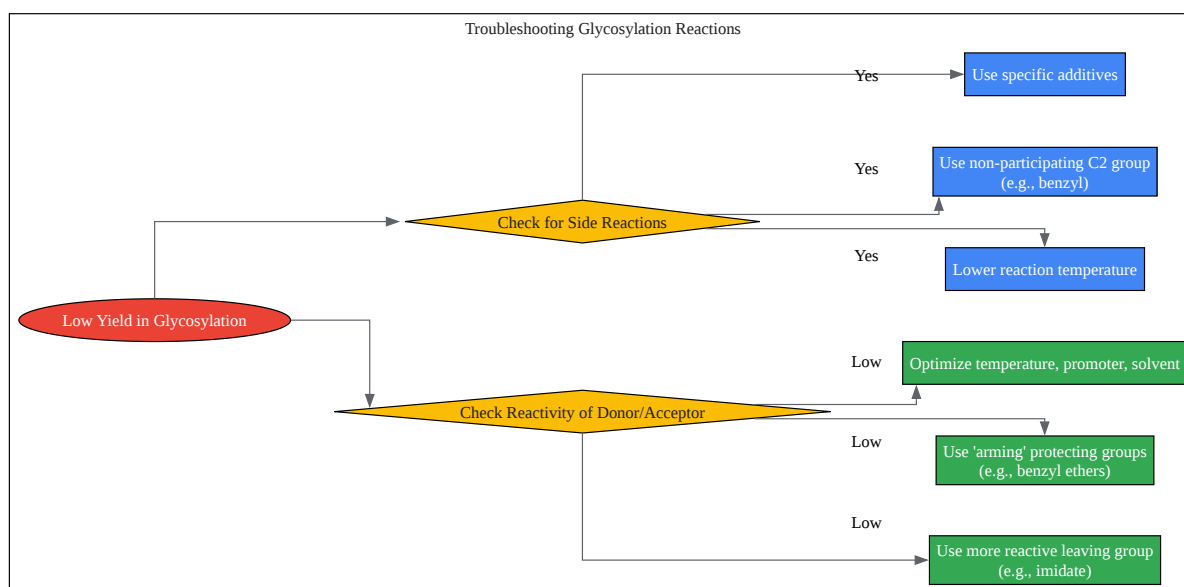 Troubleshooting Glycosylation Reactions
Yes
Use specific additives
Yes
Use non-participating C2 group
(e.g., benzyl)
Check for Side Reactions
Yes
Lower reaction temperature
Low Yield in Glycosylation
Low
Optimize temperature, promoter, solvent
Check Reactivity of Donor/Acceptor
Low
Use 'arming' protecting groups
(e.g., benzyl ethers)
Low
Use more reactive leaving group
(e.g., imidate)